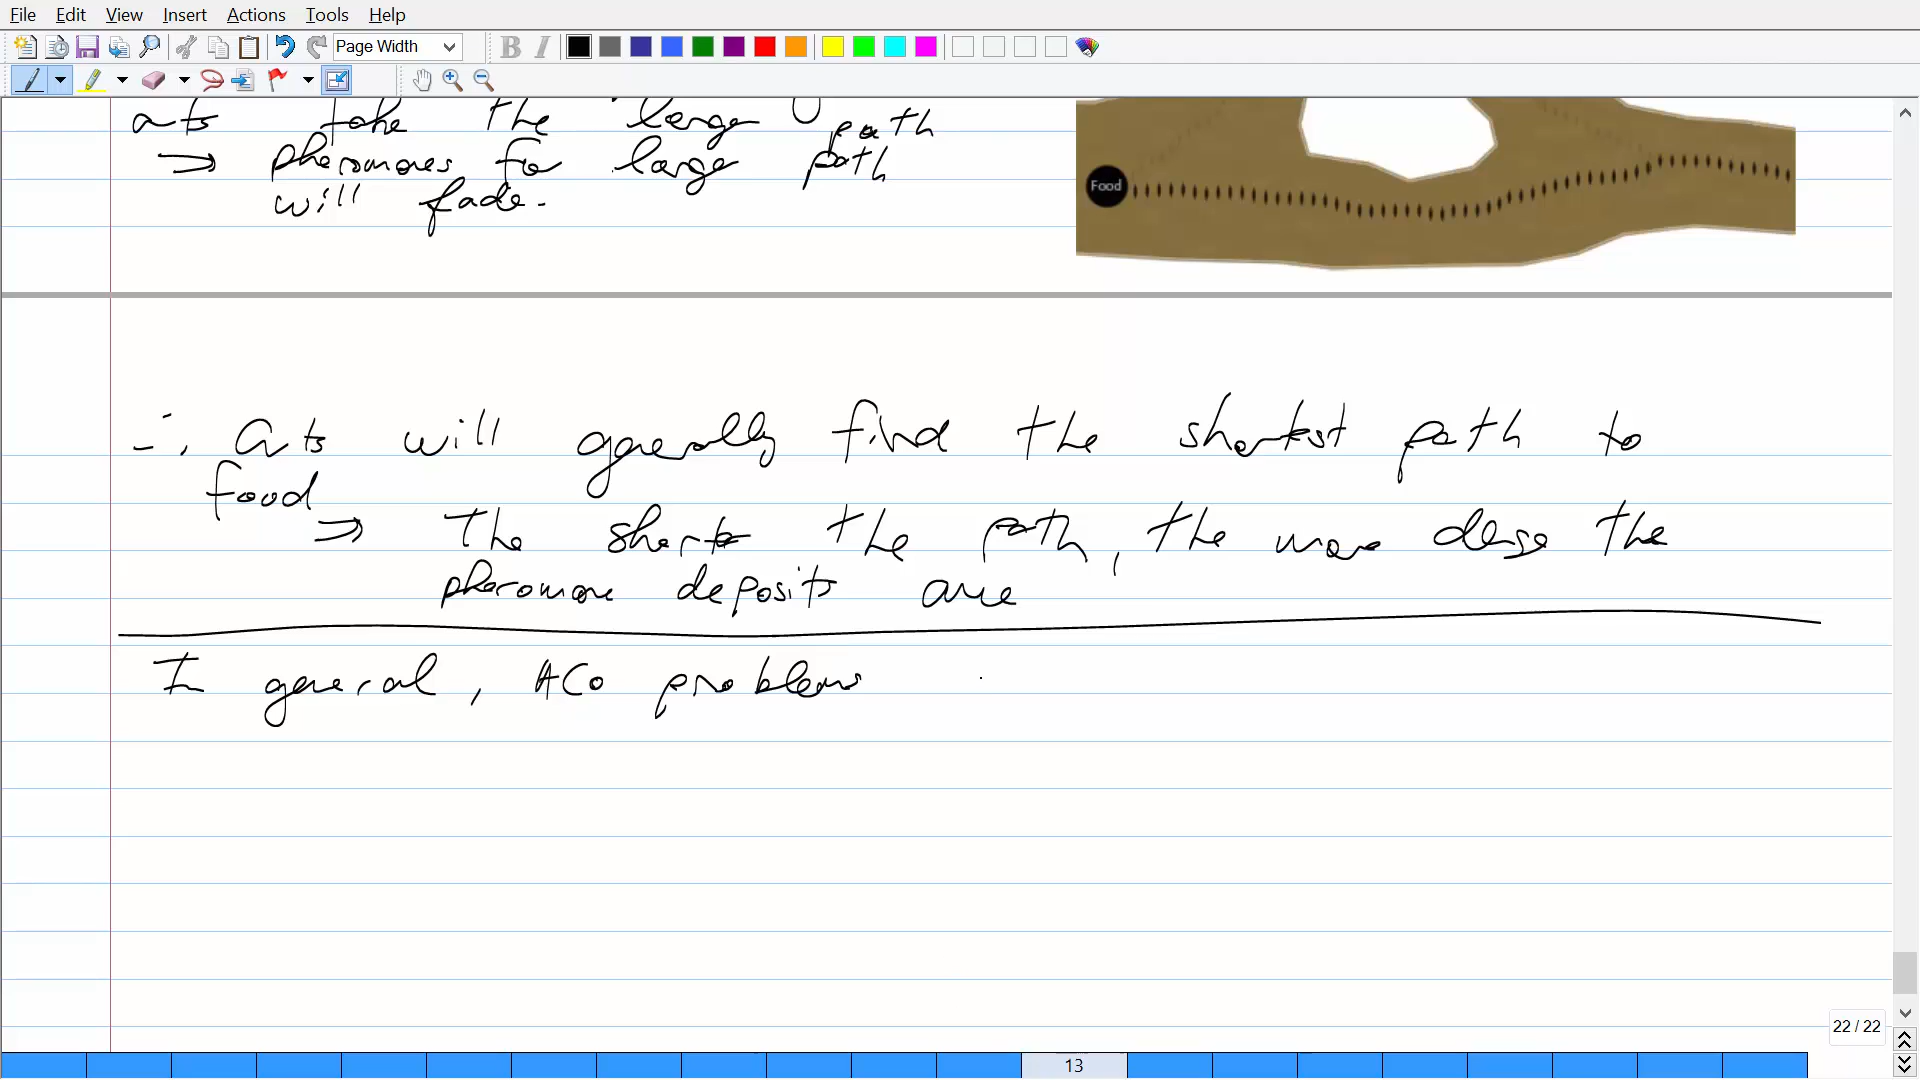 File Edit View Insert Actions Tools Help
Page Width
B I
ants take the larger path
⇒ pheromones for large path
will fade.
Food
∴ Ants will generally find the shortest path to
food
⇒ The shorter the path, the more dense the
pheromone deposits are
In general, ACO problems
22 / 22
13